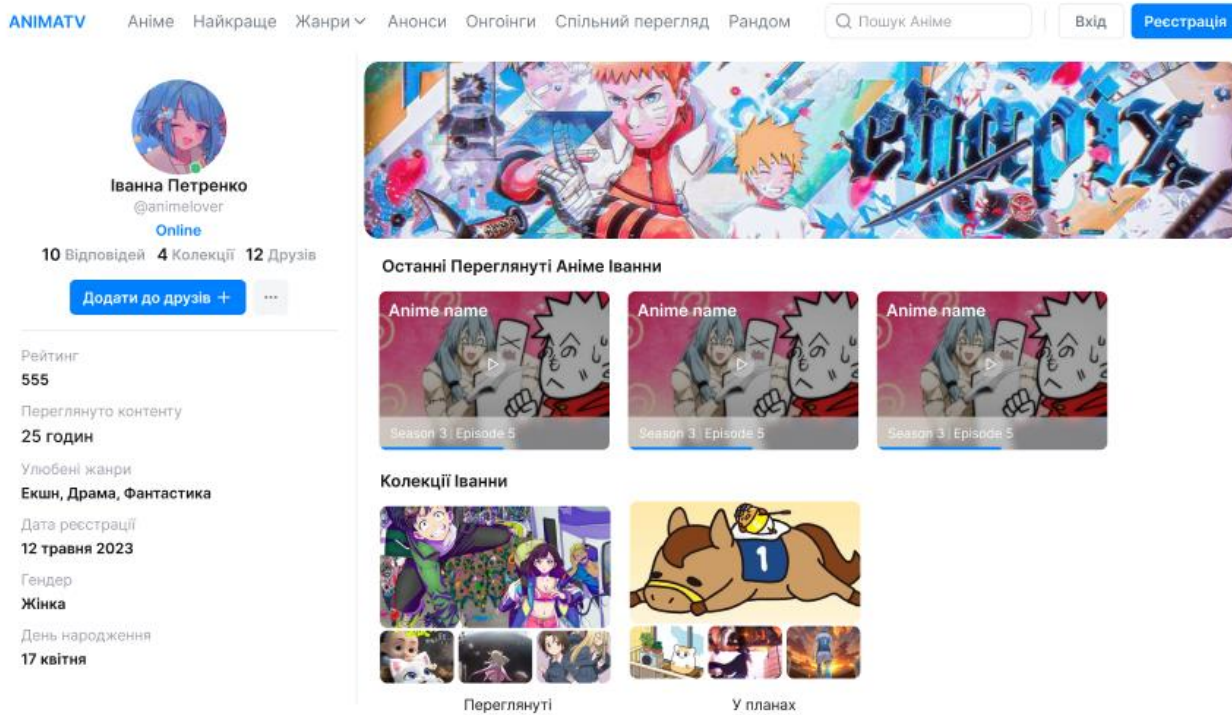 ANIMATV Аніме Найкраще Жанри Анонси Онгоінги Спільний перегляд Рандом Пошук Аніме Вхід Реєстрація
Іванна Петренко
@animelover
Online
10 Відповідей 4 Колекції 12 Друзів
Додати до друзів +
Рейтинг
555
Переглянуто контенту
25 годин
Улюбені жанри
Екшн, Драма, Фантастика
Дата реєстрації
12 травня 2023
Гендер
Жінка
День народження
17 квітня
Останні Переглянуті Аніме Іванни
Anime name Anime name Anime name
Season 3 | Episode 5 Season 3 | Episode 5 Season 3 | Episode 5
Колекції Іванни
1
Переглянуті У планах